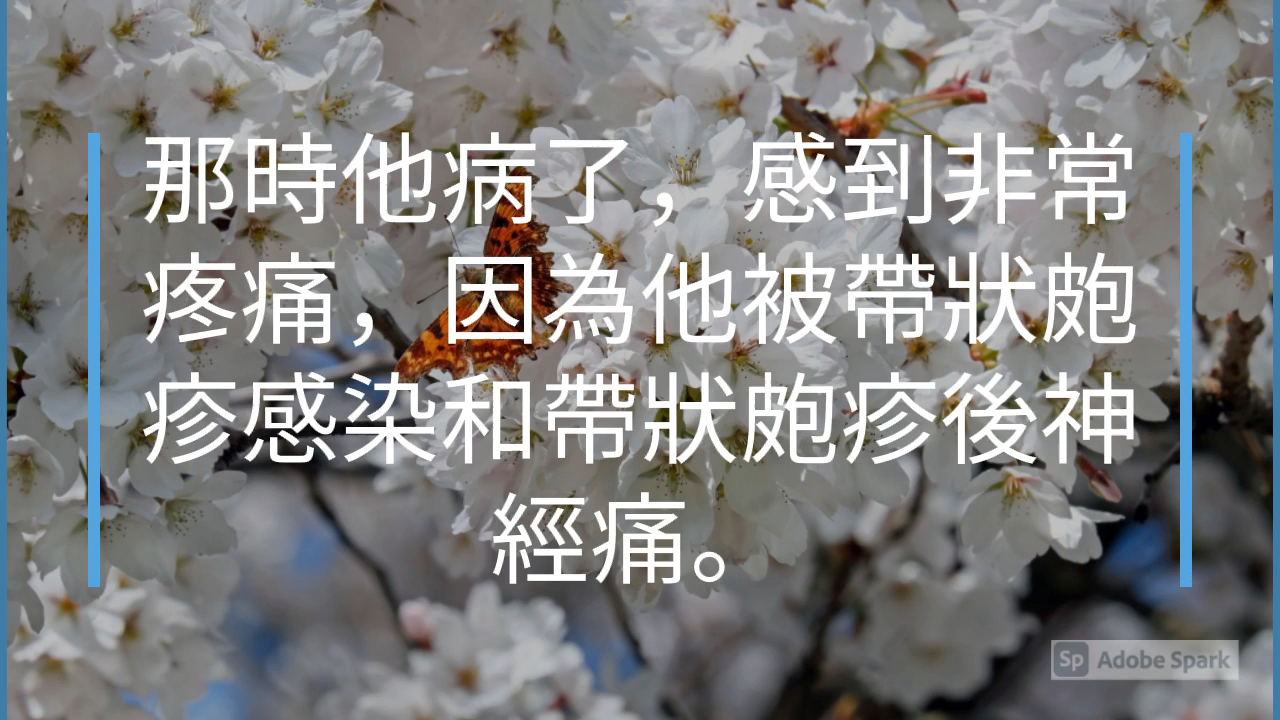 那時他病了，感到非常
疼痛，因為他被帶狀皰
疹感染和帶狀皰疹後神
經痛。
Sp Adobe Spark